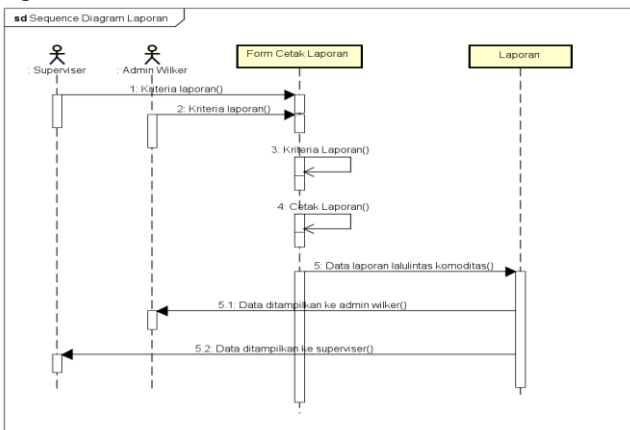 sd Sequence Diagram Laporan
: Superviser
: Admin Wilker
Form Cetak Laporan
Laporan
1: Kriteria laporan()
2: Kriteria laporan()
3: Kriteria Laporan()
4: Cetak Laporan()
5: Data laporan lalulintas komoditas()
5.1: Data ditampilkan ke admin wilker()
5.2: Data ditampilkan ke superviser()